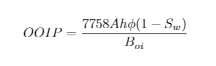 $OOIP = \frac{7758Ah\phi(1 - S_w)}{B_{oi}}$